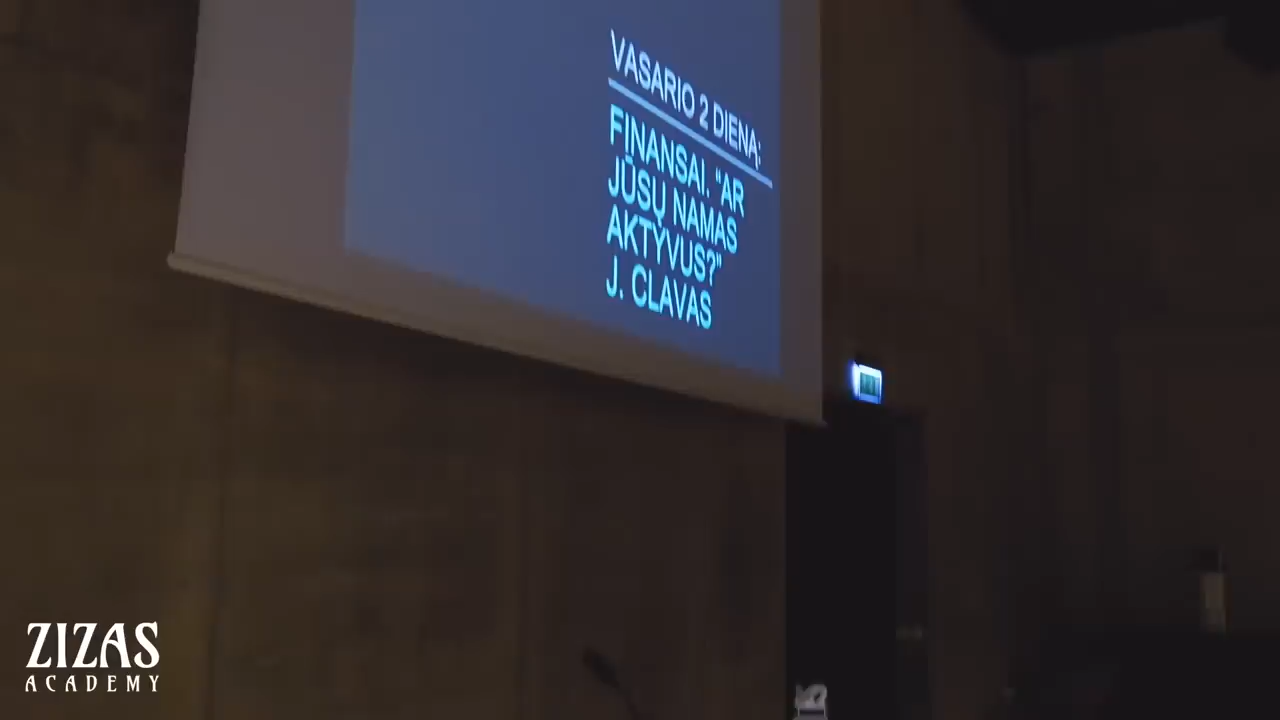 VASARIO 2 DIENĄ:
FINANSAI. "AR
JŪSŲ NAMAS
AKTYVUS?"
J. CLAVAS
ZIZAS
ACADEMY